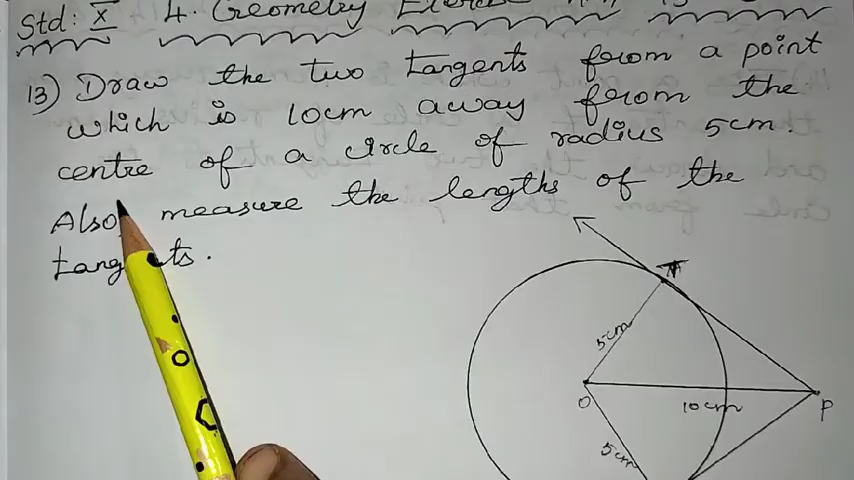 Std: X 4. Geometry
13) Draw the two tangents from a point
which is 10cm away from the
centre of a circle of radius 5cm.
Also measure the lengths of the
tangents.
T
5cm
O
10cm
P
5cm